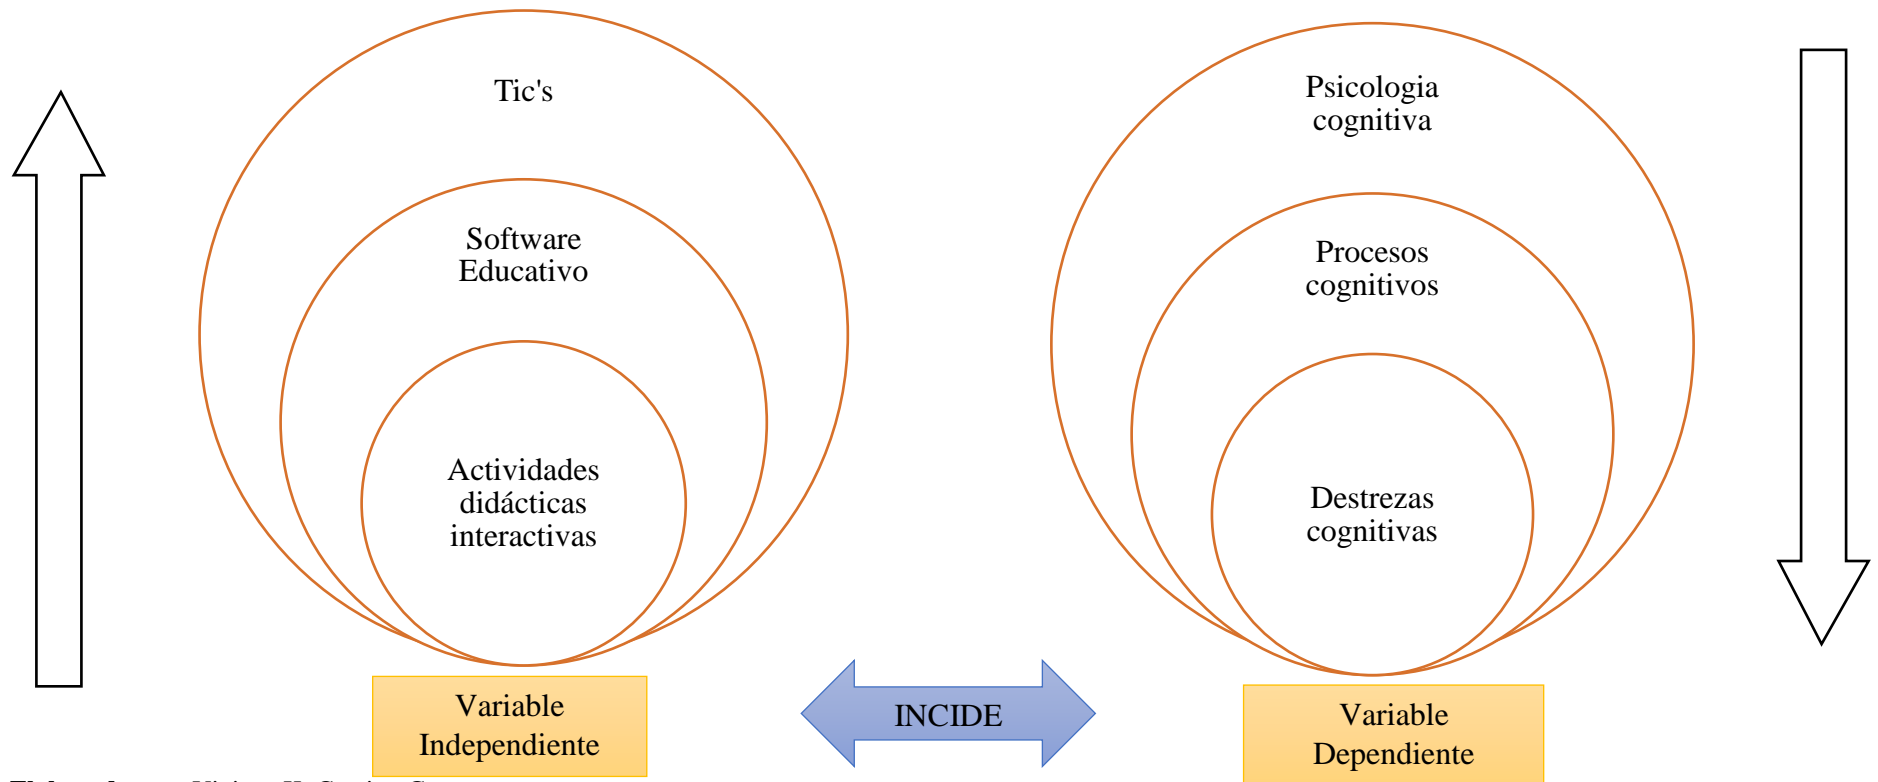 Tic's
Software
Educativo
Actividades
didácticas
interactivas
Variable
Independiente
INCIDE
Psicologia
cognitiva
Procesos
cognitivos
Destrezas
cognitivas
Variable
Dependiente